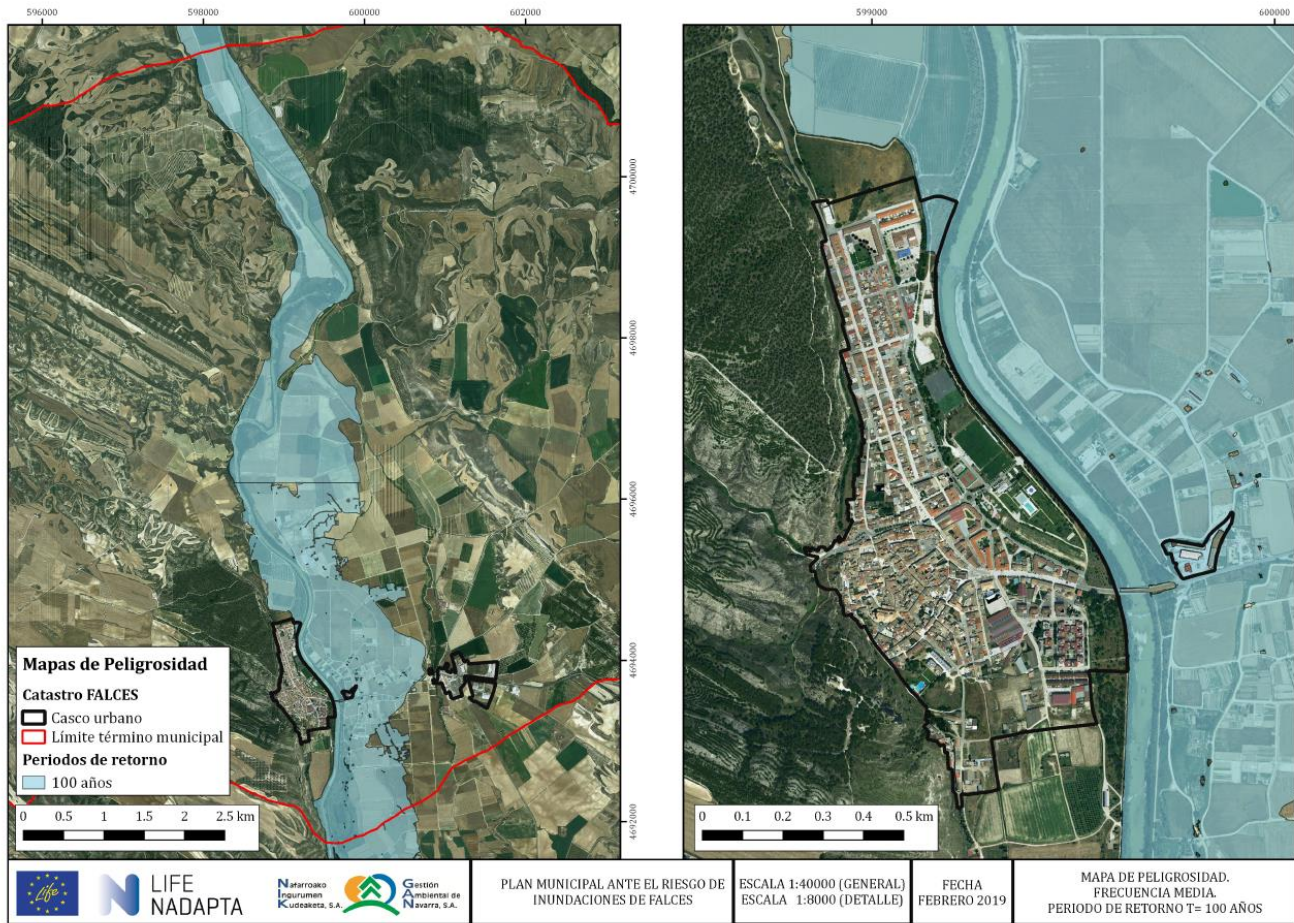 596000
598000
600000
602000
599000
600000
4700000
4698000
4696000
4694000
4692000
Mapas de Peligrosidad
Catastro FALCES
Casco urbano
Límite término municipal
Periodos de retorno
100 años
0 0.5 1 1.5 2 2.5 km
0 0.1 0.2 0.3 0.4 0.5 km
Life
LIFE
NADAPTA
Nafarroako
Ingurumen
Kudeaketa, S.A.
Gestión
Ambiental de
Navarra, S.A.
PLAN MUNICIPAL ANTE EL RIESGO DE
INUNDACIONES DE FALCES
ESCALA 1:40000 (GENERAL)
ESCALA 1:8000 (DETALLE)
FECHA
FEBRERO 2019
MAPA DE PELIGROSIDAD.
FRECUENCIA MEDIA.
PERIODO DE RETORNO T= 100 AÑOS